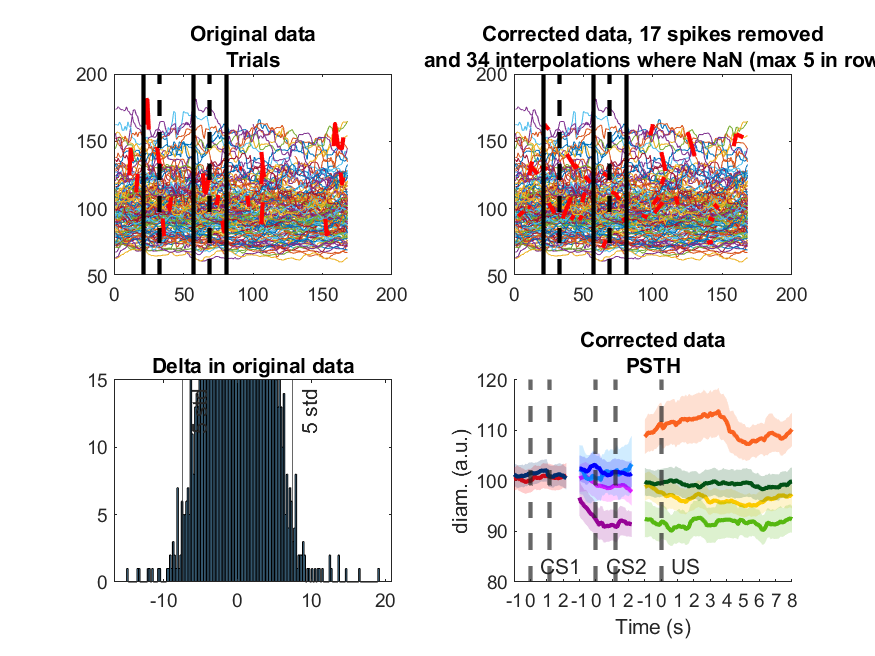 Original data
Trials
200
150
100
50
0 50 100 150 200
Corrected data, 17 spikes removed
and 34 interpolations where NaN (max 5 in row
200
150
100
50
0 50 100 150 200
Delta in original data
15
10
5
0
5 std
-10 0 10 20
Corrected data
PSTH
120
110
100
90
80
diam. (a.u.)
CS1 CS2 US
-1 0 1 2 -1 0 1 2 -1 0 1 2 3 4 5 6 7 8
Time (s)